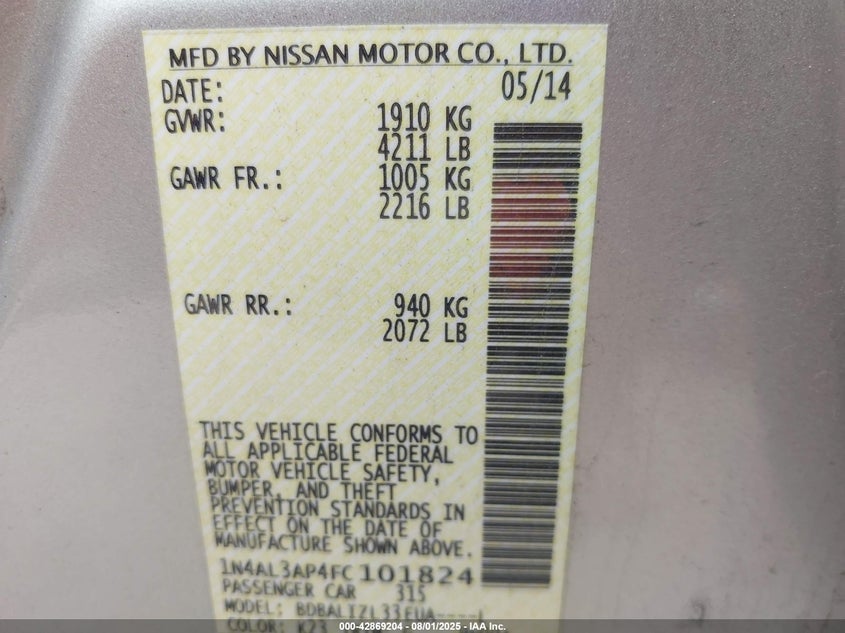 MFD BY NISSAN MOTOR CO., LTD.
DATE: 05/14
GVWR: 1910 KG
4211 LB
GAWR FR.: 1005 KG
2216 LB
GAWR RR.: 940 KG
2072 LB
THIS VEHICLE CONFORMS TO
ALL APPLICABLE FEDERAL
MOTOR VEHICLE SAFETY,
BUMPER, AND THEFT
PREVENTION STANDARDS IN
EFFECT ON THE DATE OF
MANUFACTURE SHOWN ABOVE.
1N4AL3AP4FC101824
PASSENGER CAR 315
MODEL:
COLOR: K23
000-42869204 - 08/01/2025 - IAA Inc.